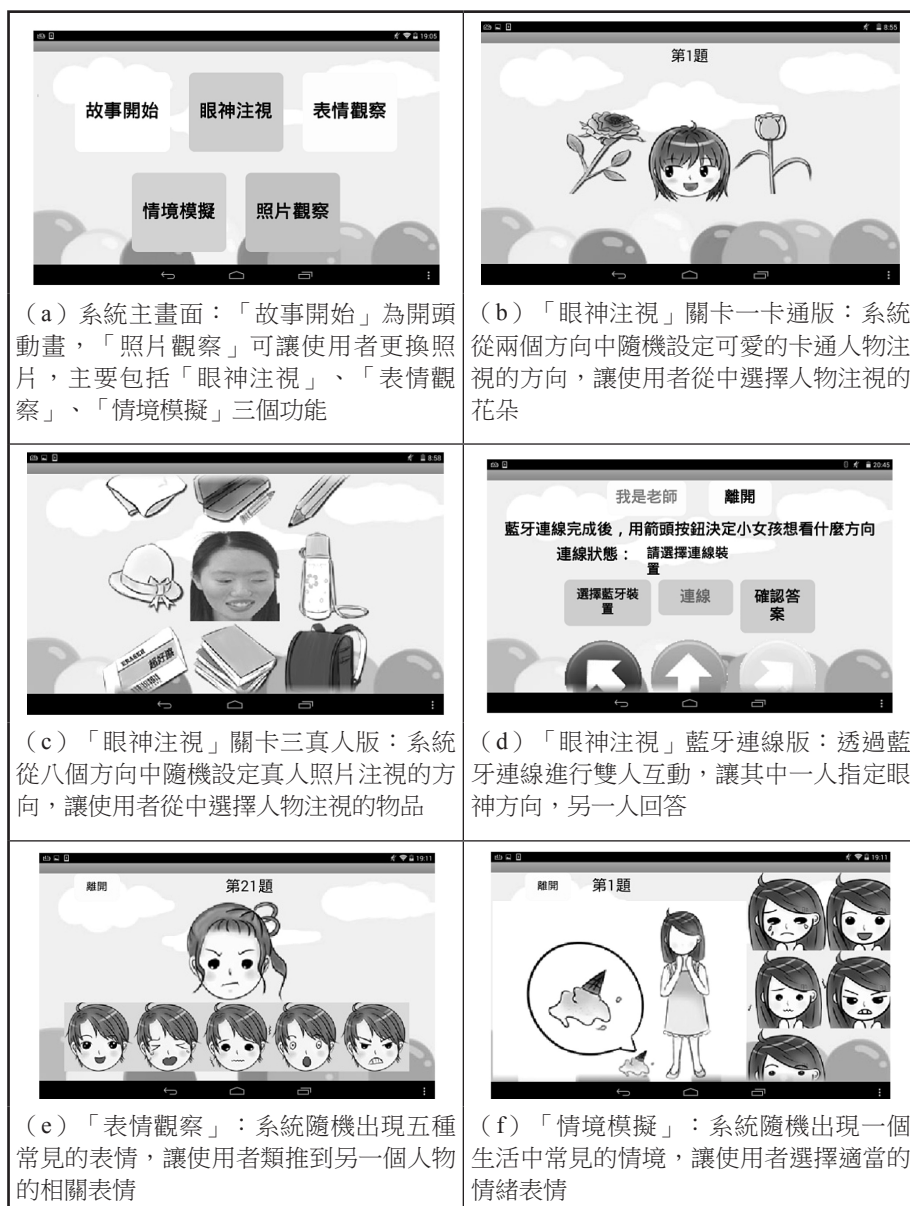 19:05
故事開始
眼神注視
表情觀察
情境模擬
照片觀察
(a)系統主畫面：「故事開始」為開頭
動畫，「照片觀察」可讓使用者更換照
片，主要包括「眼神注視」、「表情觀
察」、「情境模擬」三個功能
8:55
第1題
(b)「眼神注視」關卡一卡通版：系統
從兩個方向中隨機設定可愛的卡通人物注
視的方向，讓使用者從中選擇人物注視的
花朵
8:58
ERASER
超好擦
(c)「眼神注視」關卡三真人版：系統
從八個方向中隨機設定真人照片注視的方
向，讓使用者從中選擇人物注視的物品
20:45
我是老師
離開
藍牙連線完成後，用箭頭按鈕決定小女孩想看什麼方向
連線狀態：
請選擇連線裝
置
選擇藍牙裝
置
連線
確認答
案
(d)「眼神注視」藍牙連線版：透過藍
牙連線進行雙人互動，讓其中一人指定眼
神方向，另一人回答
19:11
離開
第21題
(e)「表情觀察」：系統隨機出現五種
常見的表情，讓使用者類推到另一個人物
的相關表情
19:11
離開
第1題
(f)「情境模擬」：系統隨機出現一個
生活中常見的情境，讓使用者選擇適當的
情緒表情